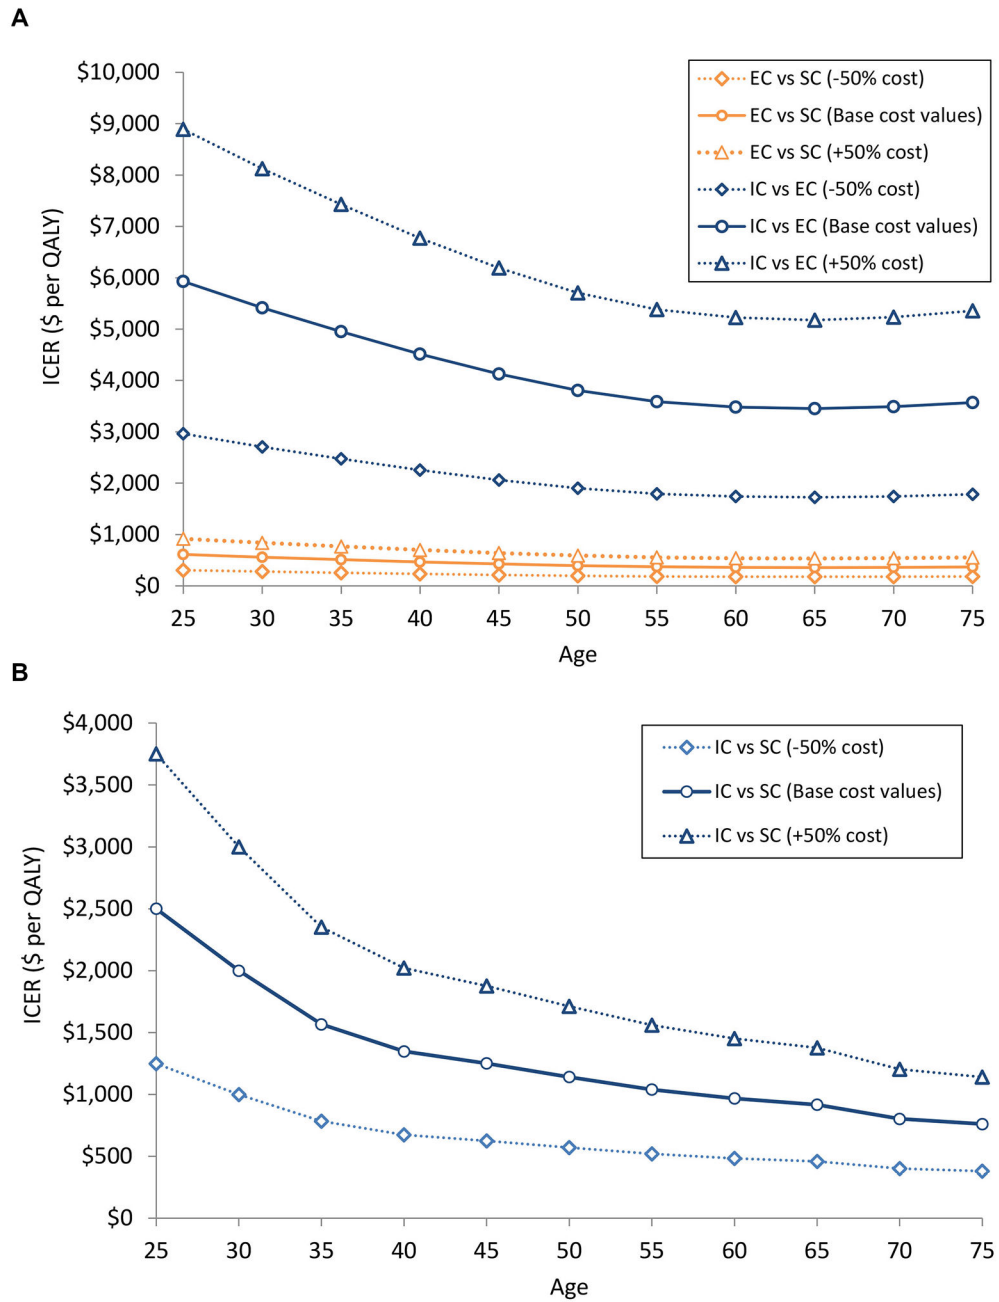 A
$10,000
$9,000
$8,000
$7,000
$6,000
$5,000
$4,000
$3,000
$2,000
$1,000
$0
ICER ($ per QALY)
EC vs SC (-50% cost)
EC vs SC (Base cost values)
EC vs SC (+50% cost)
IC vs EC (-50% cost)
IC vs EC (Base cost values)
IC vs EC (+50% cost)
25 30 35 40 45 50 55 60 65 70 75
Age
B
$4,000
$3,500
$3,000
$2,500
$2,000
$1,500
$1,000
$500
$0
ICER ($ per QALY)
IC vs SC (-50% cost)
IC vs SC (Base cost values)
IC vs SC (+50% cost)
25 30 35 40 45 50 55 60 65 70 75
Age